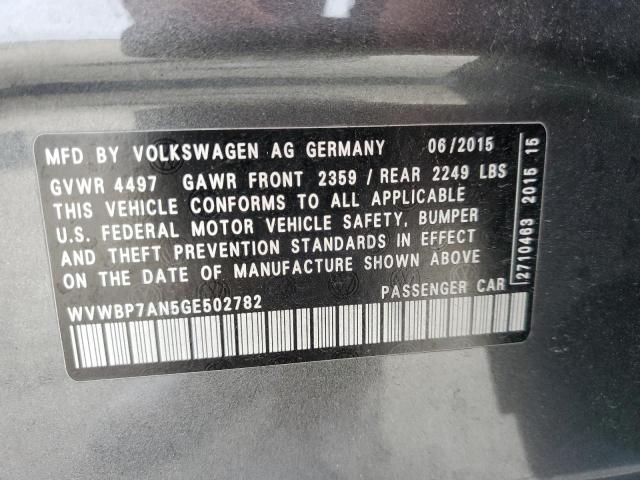 MFD BY VOLKSWAGEN AG GERMANY 06/2015
GVWR 4497 GAWR FRONT 2359 / REAR 2249 LBS
THIS VEHICLE CONFORMS TO ALL APPLICABLE
U.S. FEDERAL MOTOR VEHICLE SAFETY, BUMPER
AND THEFT PREVENTION STANDARDS IN EFFECT
ON THE DATE OF MANUFACTURE SHOWN ABOVE
WVWBP7AN5GE502782 PASSENGER CAR
2710463 2015 15